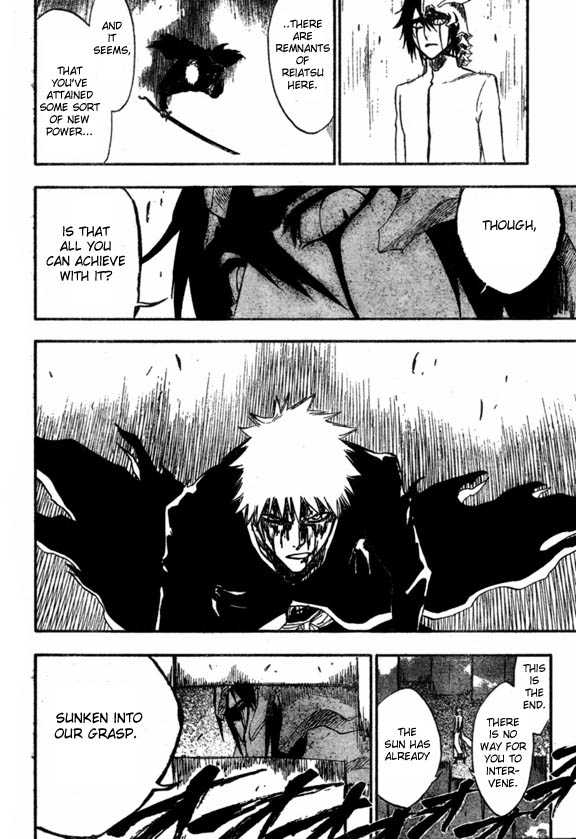 ..THERE
ARE
REMNANTS
OF
REIATSU
HERE.
AND
IT
SEEMS,
THAT
YOU'VE
ATTAINED
SOME SORT
OF NEW
POWER...
THOUGH,
IS THAT
ALL YOU
CAN ACHIEVE
WITH IT?
THIS
IS THE
END.
THERE
IS NO
WAY FOR
YOU TO
INTER-
VENE.
THE
SUN HAS
ALREADY
SUNKEN INTO
OUR GRASP.